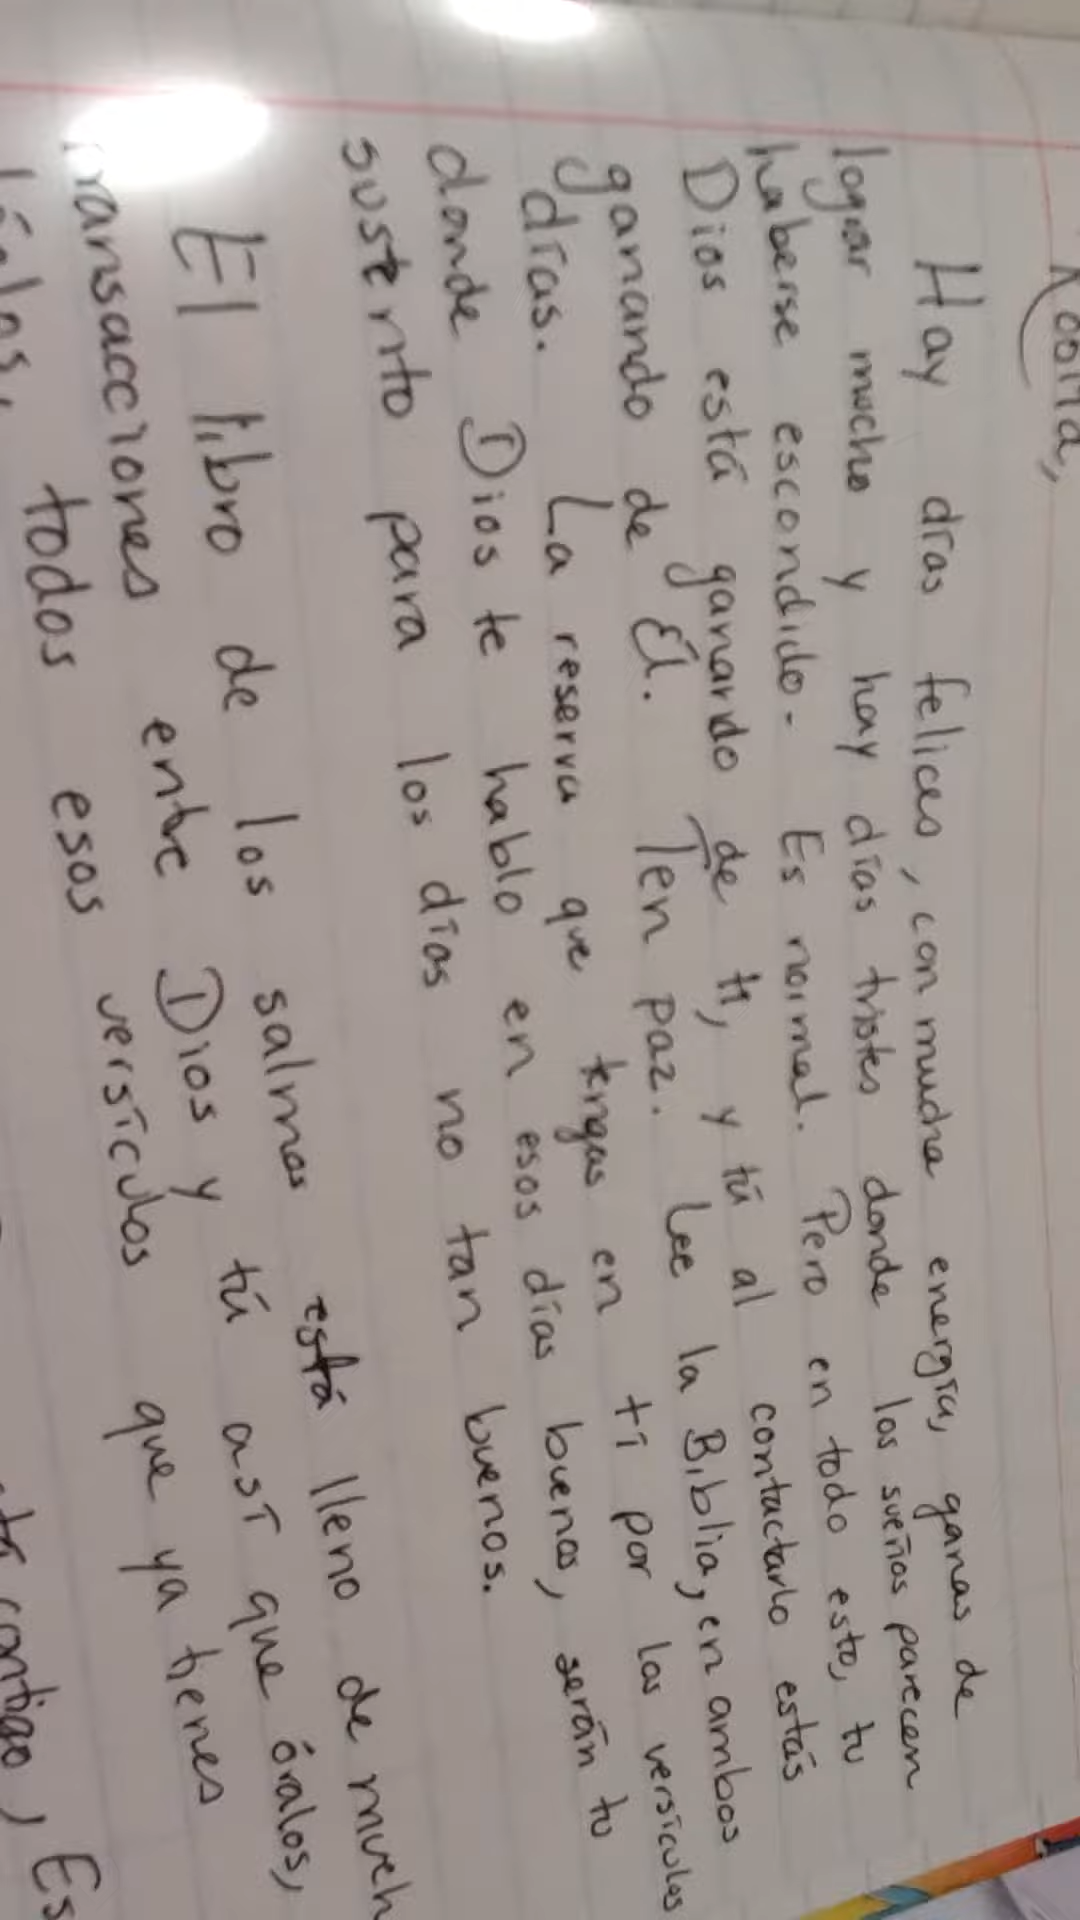 Hay días felices, con mucha energía, ganas de
lograr mucho y hay días tristes donde los sueños parecen
haberse escondido. Es normal. Pero en todo esto, tu
Dios está ganando de ti, y tú al contactarlo estás
ganando de Él. Ten paz. Lee la Biblia, en ambos
días. La reserva que tengas en ti por los versículos
donde Dios te hablo en esos días buenos, serán tu
sustento para los días no tan buenos.
El libro de los salmos está lleno de much
transacciones entre Dios y tú así que óralos,
todos esos versículos que ya tienes
contigo, Es